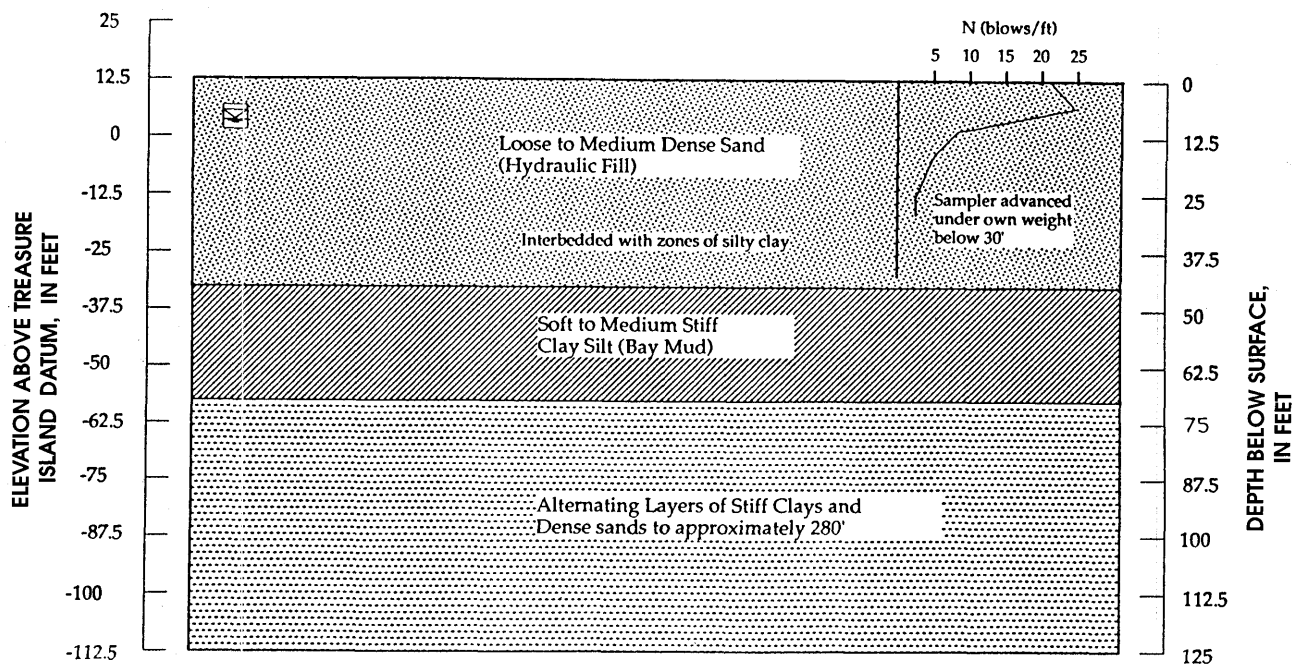 25
12.5
0
-12.5
-25
-37.5
-50
-62.5
-75
-87.5
-100
-112.5
ELEVATION ABOVE TREASURE
ISLAND DATUM, IN FEET
N (blows/ft)
5 10 15 20 25
Loose to Medium Dense Sand
(Hydraulic Fill)
Interbedded with zones of silty clay
Sampler advanced
under own weight
below 30'
Soft to Medium Stiff
Clay Silt (Bay Mud)
Alternating Layers of Stiff Clays and
Dense sands to approximately 280'
0
12.5
25
37.5
50
62.5
75
87.5
100
112.5
125
DEPTH BELOW SURFACE,
IN FEET